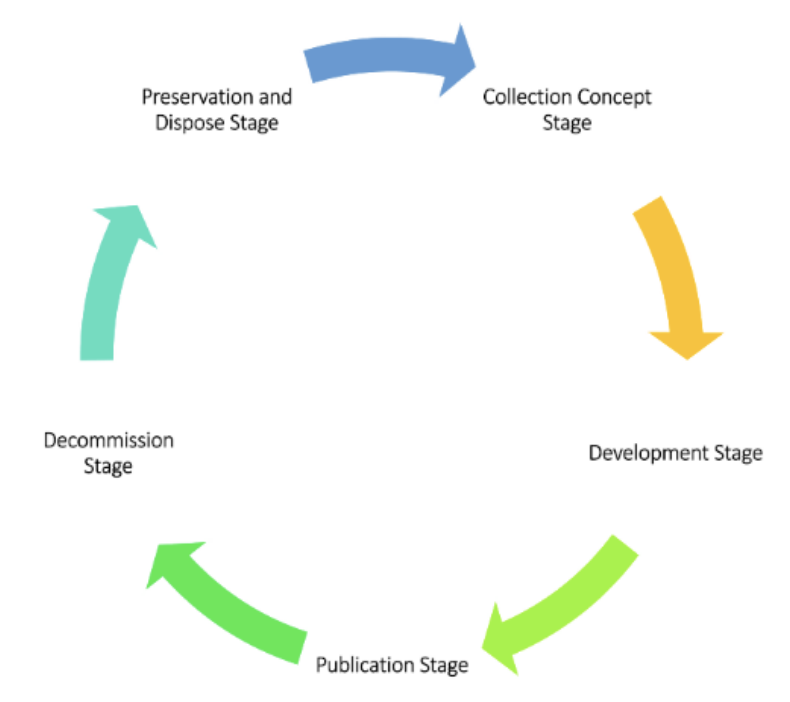 Preservation and
Dispose Stage
Collection Concept
Stage
Development Stage
Publication Stage
Decommission
Stage